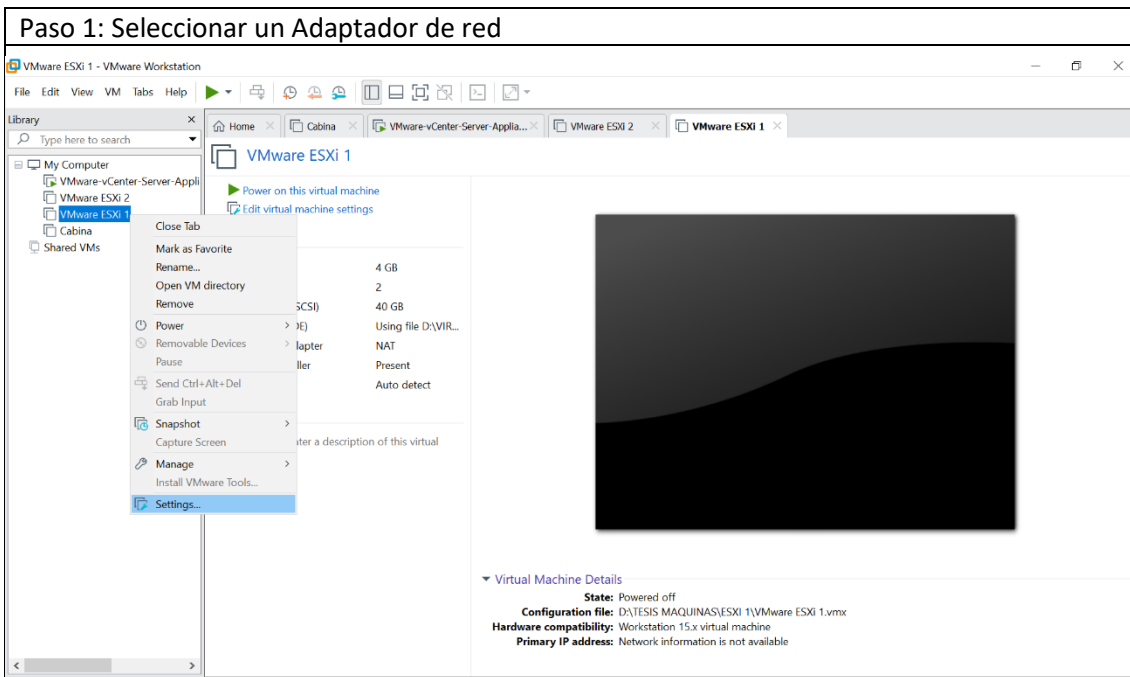 Paso 1: Seleccionar un Adaptador de red
VMware ESXi 1 - VMware Workstation
File Edit View VM Tabs Help
Library
Type here to search
My Computer
VMware-vCenter-Server-Appli
VMware ESXi 2
VMware ESXi 1
Cabina
Shared VMs
Home Cabina VMware-vCenter-Server-Applia... VMware ESXi 2 VMware ESXi 1
VMware ESXi 1
Power on this virtual machine
Edit virtual machine settings
Close Tab
Mark as Favorite
Rename...
Open VM directory
Remove
Power
Removable Devices
Pause
Send Ctrl+Alt+Del
Grab Input
Snapshot
Capture Screen
Manage
Install VMware Tools...
Settings...
4 GB
2
SCSI) 40 GB
DE) Using file D:\VIR...
dapter NAT
ller Present
Auto detect
ter a description of this virtual
Virtual Machine Details
State: Powered off
Configuration file: D:\TESIS MAQUINAS\ESXI 1\VMware ESXi 1.vmx
Hardware compatibility: Workstation 15.x virtual machine
Primary IP address: Network information is not available